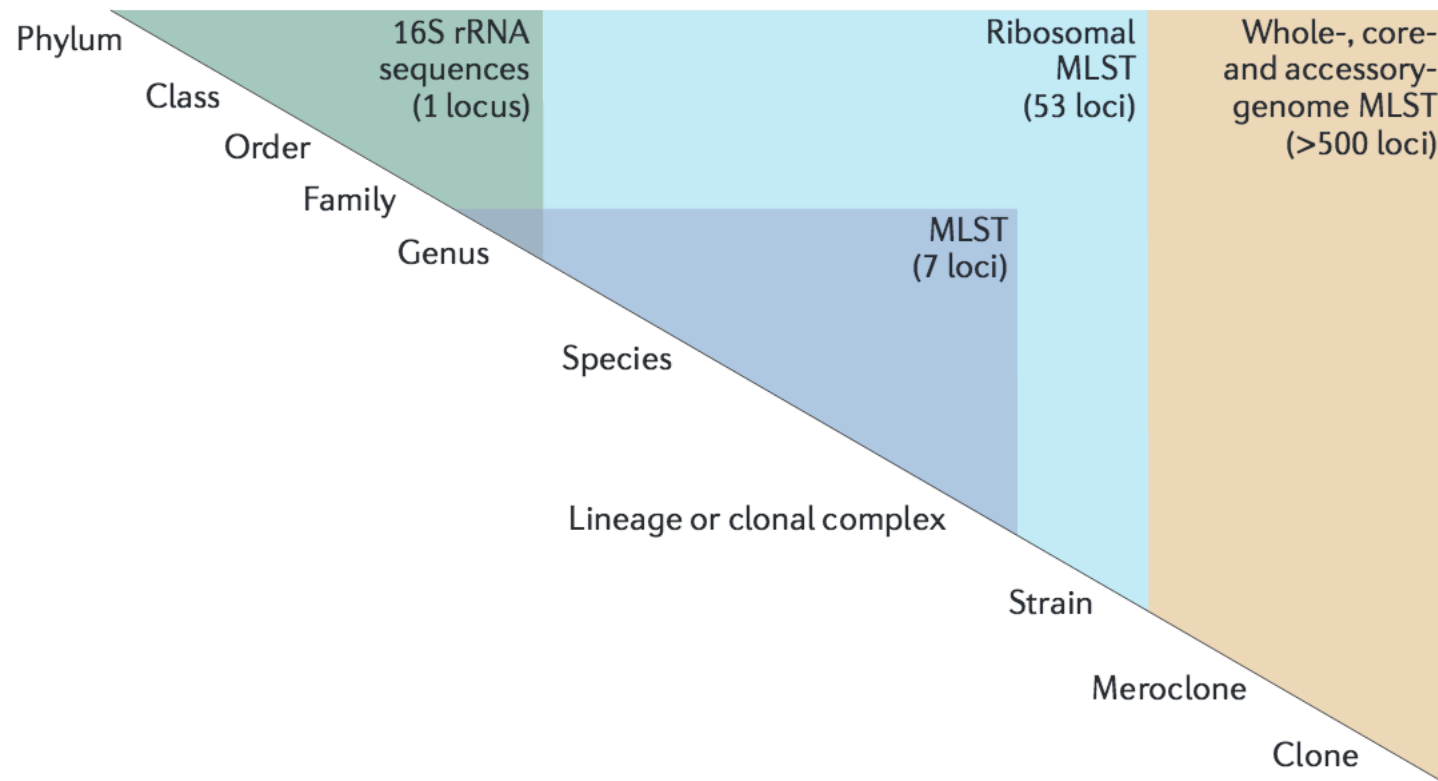 Phylum
Class
Order
Family
Genus
Species
Lineage or clonal complex
Strain
Meroclone
Clone
16S rRNA
sequences
(1 locus)
Ribosomal
MLST
(53 loci)
Whole-, core-
and accessory-
genome MLST
(>500 loci)
MLST
(7 loci)